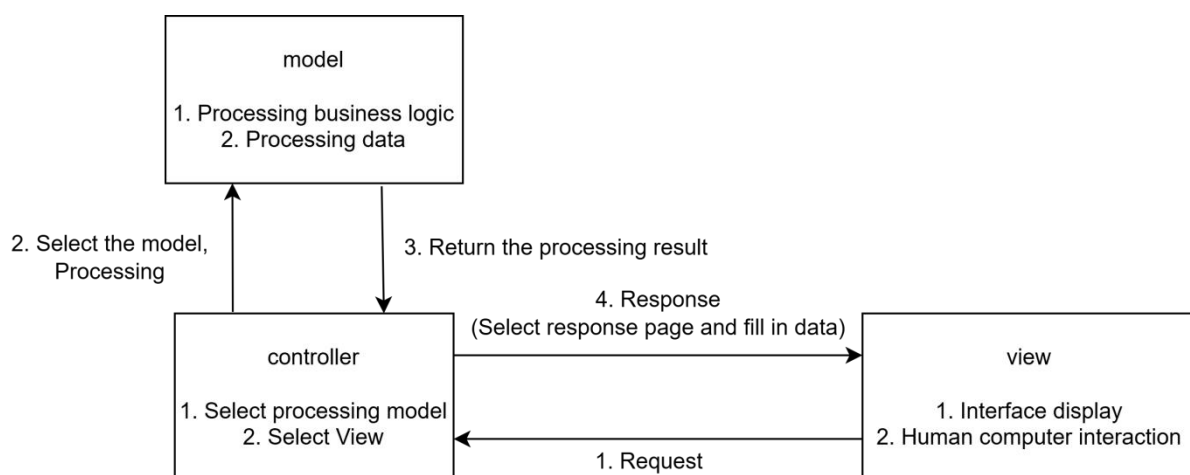 model
1. Processing business logic
2. Processing data
2. Select the model,
Processing
3. Return the processing result
4. Response
(Select response page and fill in data)
controller
1. Select processing model
2. Select View
view
1. Interface display
2. Human computer interaction
1. Request